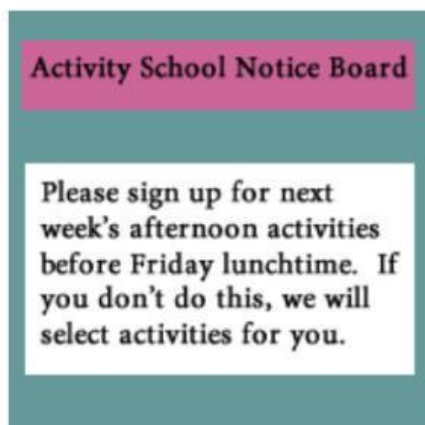 Activity School Notice Board
Please sign up for next
week's afternoon activities
before Friday lunchtime.  If
you don't do this, we will
select activities for you.